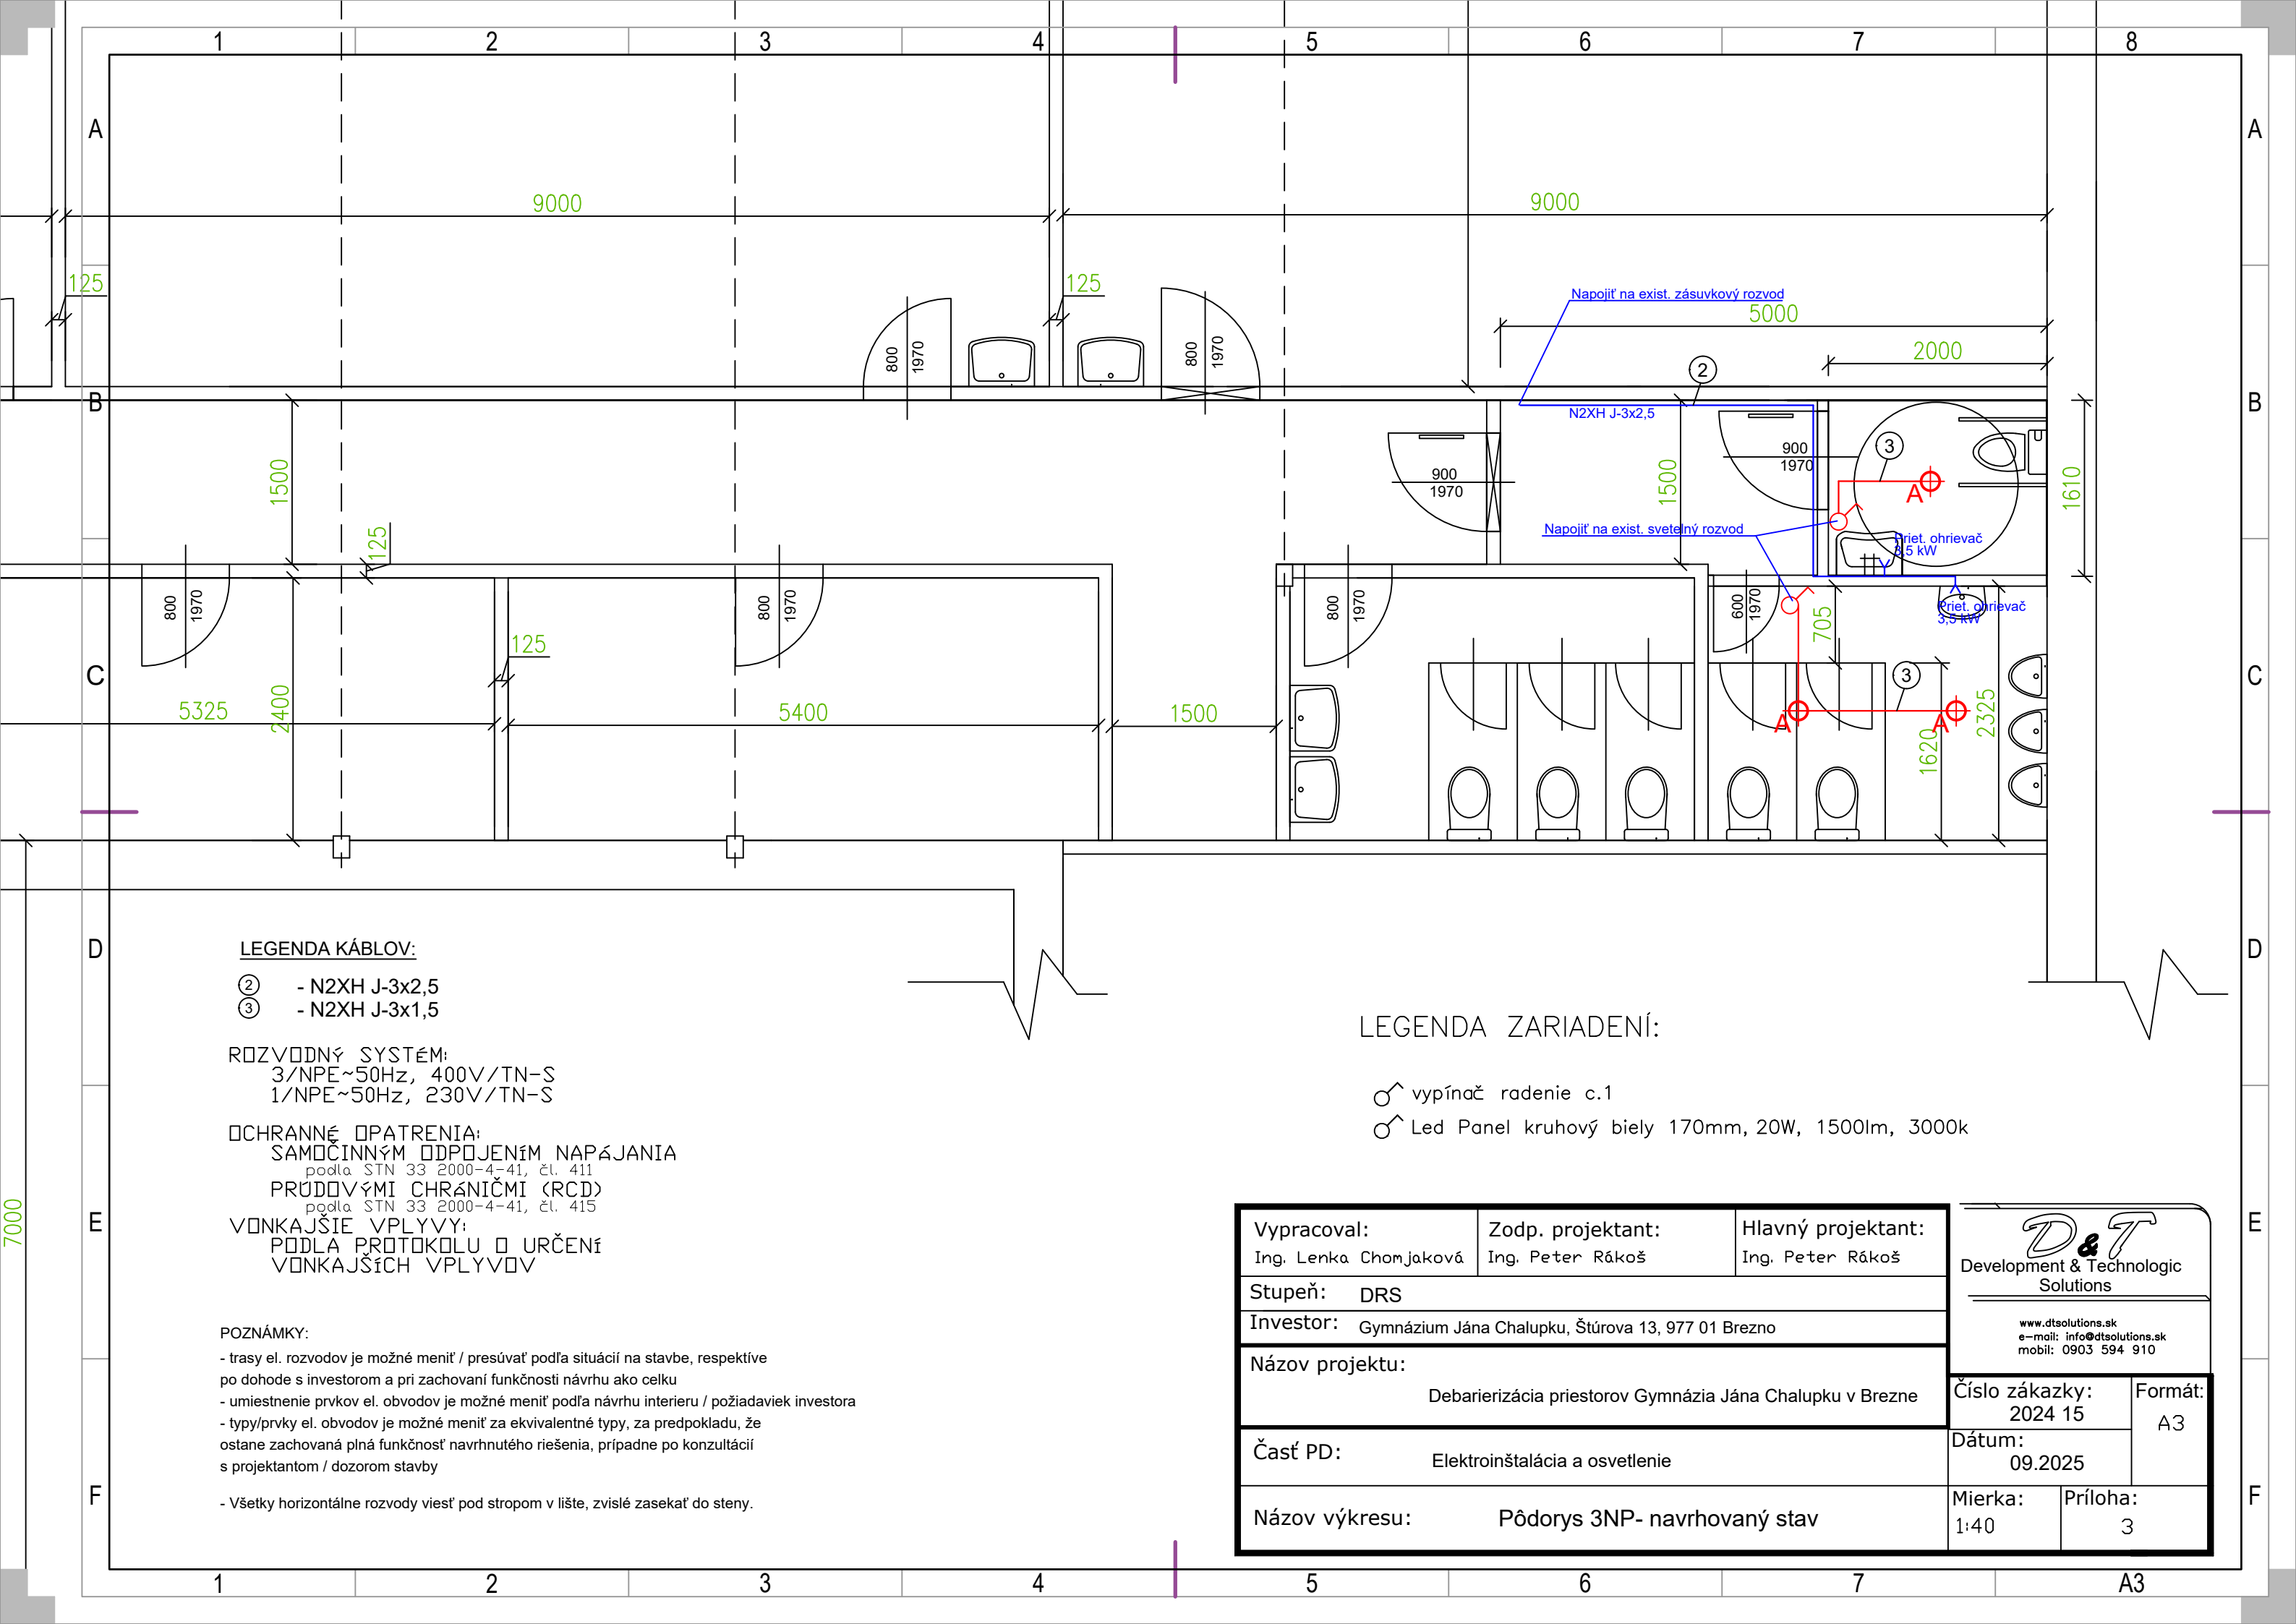 1 2 3 4 5 6 7 8
A A
9000 9000
125 125
Napojiť na exist. zásuvkový rozvod
5000
2000
800 1970 800 1970
2
B B
N2XH J-3x2,5
900 1970
900 1970
3
1500 1500 1610
A
Napojiť na exist. svetelný rozvod
125
Priet. ohrievač
3,5 kW
800 1970 800 1970 800 1970 600 1970
705
Priet. ohrievač
3,5 kW
125
C C
3
5325 2400 5400 1500
A A
1620 2325
D D
LEGENDA KÁBLOV:
2 - N2XH J-3x2,5
3 - N2XH J-3x1,5
ROZVODNÝ SYSTÉM:
3/NPE~50Hz, 400V/TN-S
1/NPE~50Hz, 230V/TN-S
OCHRANNÉ OPATRENIA:
SAMOČINNÝM ODPOJENÍM NAPÁJANIA
podla STN 33 2000-4-41, čl. 411
PRÚDOVÝMI CHRÁNIČMI (RCD)
podla STN 33 2000-4-41, čl. 415
VONKAJŠIE VPLYVY:
PODLA PROTOKOLU O URČENÍ
VONKAJŠÍCH VPLYVOV
7000
E E
LEGENDA ZARIADENÍ:
vypínač radenie c.1
Led Panel kruhový biely 170mm, 20W, 1500lm, 3000k
POZNÁMKY:
- trasy el. rozvodov je možné meniť / presúvať podľa situácií na stavbe, respektíve
po dohode s investorom a pri zachovaní funkčnosti návrhu ako celku
- umiestnenie prvkov el. obvodov je možné meniť podľa návrhu interieru / požiadaviek investora
- typy/prvky el. obvodov je možné meniť za ekvivalentné typy, za predpokladu, že
ostane zachovaná plná funkčnosť navrhnutého riešenia, prípadne po konzultácií
s projektantom / dozorom stavby
- Všetky horizontálne rozvody viesť pod stropom v lište, zvislé zasekať do steny.
F F
Vypracoval: Zodp. projektant: Hlavný projektant:
Ing. Lenka Chomjaková Ing. Peter Rákoš Ing. Peter Rákoš
Stupeň: DRS
Investor: Gymnázium Jána Chalupku, Štúrova 13, 977 01 Brezno
Názov projektu:
Debarierizácia priestorov Gymnázia Jána Chalupku v Brezne
Časť PD: Elektroinštalácia a osvetlenie
Názov výkresu: Pôdorys 3NP- navrhovaný stav
D&T
Development & Technologic
Solutions
www.dtsolutions.sk
e-mail: info@dtsolutions.sk
mobil: 0903 594 910
Číslo zákazky: Formát:
2024 15 A3
Dátum:
09.2025
Mierka: Príloha:
1:40 3
1 2 3 4 5 6 7 A3